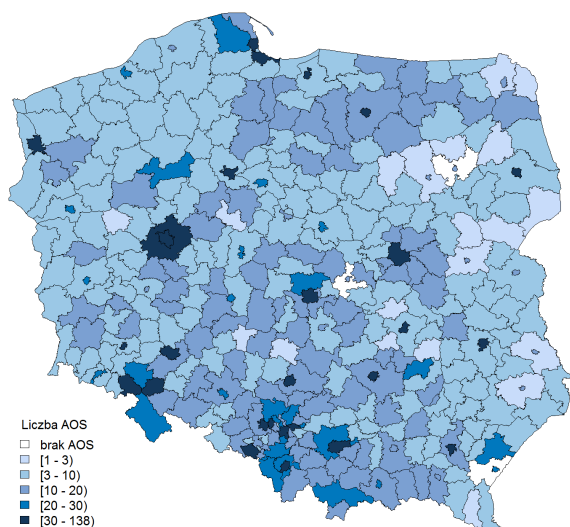 Liczba AOS
brak AOS
[1 - 3)
[3 - 10)
[10 - 20)
[20 - 30)
[30 - 138)